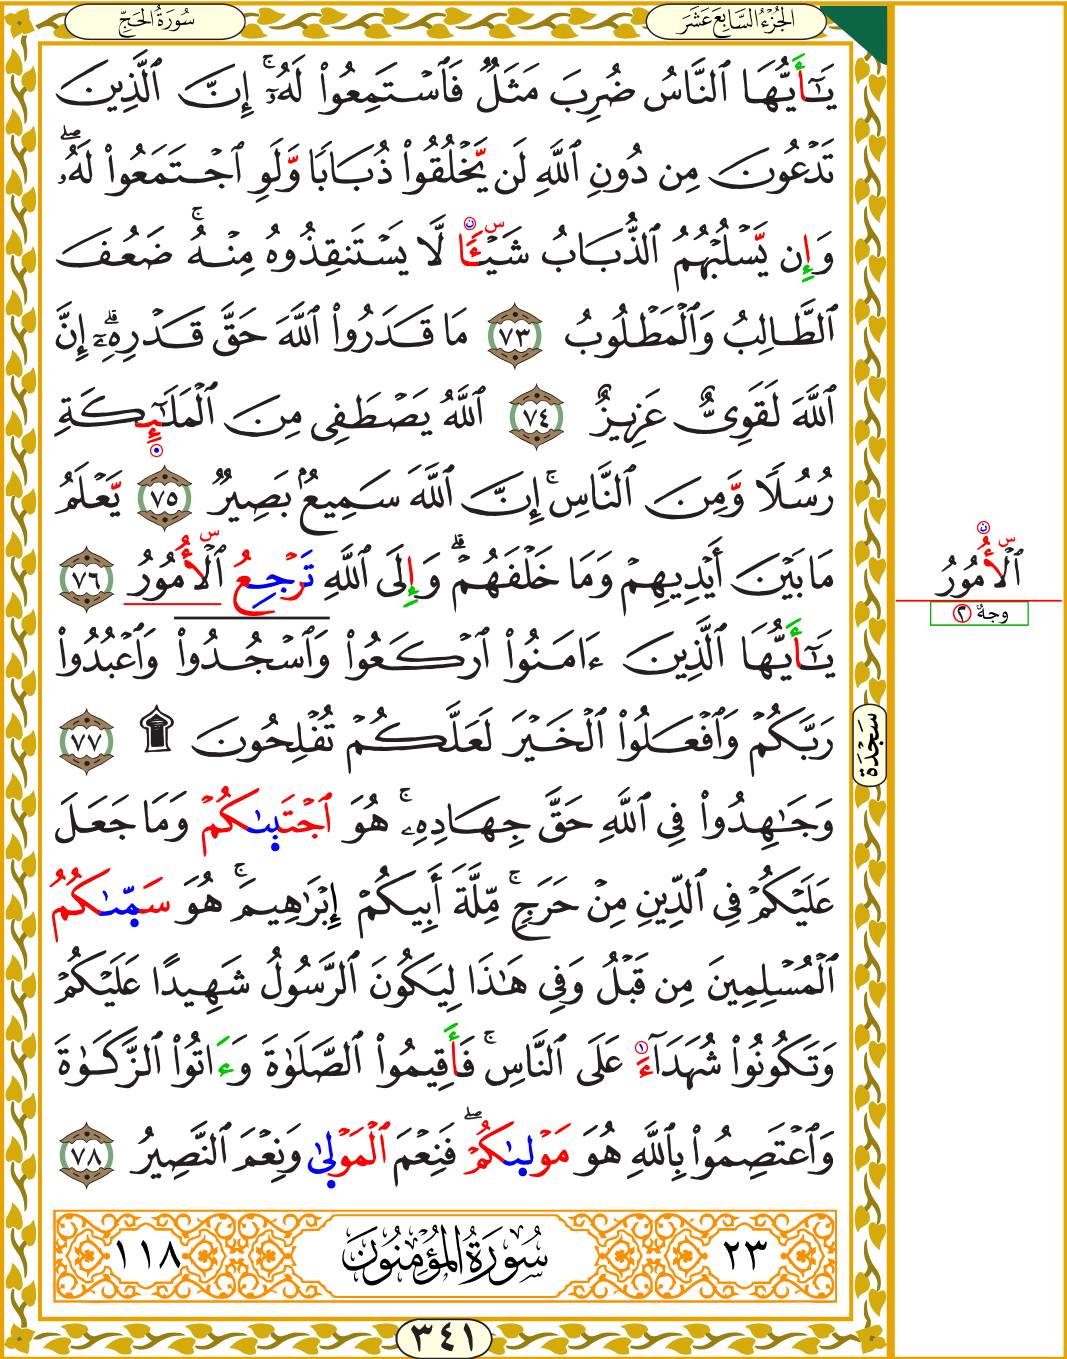 سُورَةُ الحَجِّ
الجُزْءُ السَّابِعَ عَشَرَ
يَـٰٓأَيُّهَا ٱلنَّاسُ ضُرِبَ مَثَلٌ فَٱسْتَمِعُوا۟ لَهُۥٓ ۚ إِنَّ ٱلَّذِينَ
تَدْعُونَ مِن دُونِ ٱللَّهِ لَن يَّخْلُقُوا۟ ذُبَابًا وَّلَوِ ٱجْتَمَعُوا۟ لَهُۥ ۖ
وَإِن يَّسْلُبْهُمُ ٱلذُّبَابُ شَيْـًٔا لَّا يَسْتَنقِذُوهُ مِنْهُ ۚ ضَعُفَ
ٱلطَّالِبُ وَٱلْمَطْلُوبُ ٧٣ مَا قَدَرُوا۟ ٱللَّهَ حَقَّ قَدْرِهِۦٓ ۗ إِنَّ
ٱللَّهَ لَقَوِىٌّ عَزِيزٌ ٧٤ ٱللَّهُ يَصْطَفِى مِنَ ٱلْمَلَـٰٓئِكَةِ
رُسُلًا وَّمِنَ ٱلنَّاسِ ۚ إِنَّ ٱللَّهَ سَمِيعٌۢ بَصِيرٌ ٧٥ يَّعْلَمُ
مَا بَيْنَ أَيْدِيهِمْ وَمَا خَلْفَهُمْ ۗ وَإِلَى ٱللَّهِ تَرْجِعُ ٱلْأُمُورُ ٧٦
ٱلْأُمُورُ
وجهٌ ٢
يَـٰٓأَيُّهَا ٱلَّذِينَ ءَامَنُوا۟ ٱرْكَعُوا۟ وَٱسْجُدُوا۟ وَٱعْبُدُوا۟
رَبَّكُمْ وَٱفْعَلُوا۟ ٱلْخَيْرَ لَعَلَّكُمْ تُفْلِحُونَ ۩ ٧٧
سَجْدَة
وَجَـٰهِدُوا۟ فِى ٱللَّهِ حَقَّ جِهَادِهِۦ ۚ هُوَ ٱجْتَبَىٰكُمْ وَمَا جَعَلَ
عَلَيْكُمْ فِى ٱلدِّينِ مِنْ حَرَجٍ ۚ مِّلَّةَ أَبِيكُمْ إِبْرَٰهِيمَ ۚ هُوَ سَمَّىٰكُمُ
ٱلْمُسْلِمِينَ مِن قَبْلُ وَفِى هَـٰذَا لِيَكُونَ ٱلرَّسُولُ شَهِيدًا عَلَيْكُمْ
وَتَكُونُوا۟ شُهَدَآءَ عَلَى ٱلنَّاسِ ۚ فَأَقِيمُوا۟ ٱلصَّلَوٰةَ وَءَاتُوا۟ ٱلزَّكَوٰةَ
وَٱعْتَصِمُوا۟ بِٱللَّهِ هُوَ مَوْلَىٰكُمْ ۖ فَنِعْمَ ٱلْمَوْلَىٰ وَنِعْمَ ٱلنَّصِيرُ ٧٨
٢٣ سُورَةُ المُؤْمِنُونَ ١١٨
٣٤١